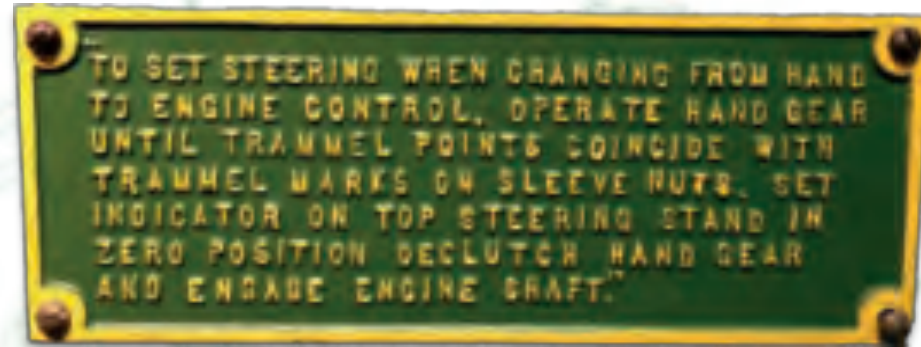 "TO SET STEERING WHEN CHANGING FROM HAND
TO ENGINE CONTROL, OPERATE HAND GEAR
UNTIL TRAMMEL POINTS COINCIDE WITH
TRAMMEL MARKS ON SLEEVE NUTS. SET
INDICATOR ON TOP STEERING STAND IN
ZERO POSITION DECLUTCH HAND GEAR
AND ENGAGE ENGINE SHAFT."